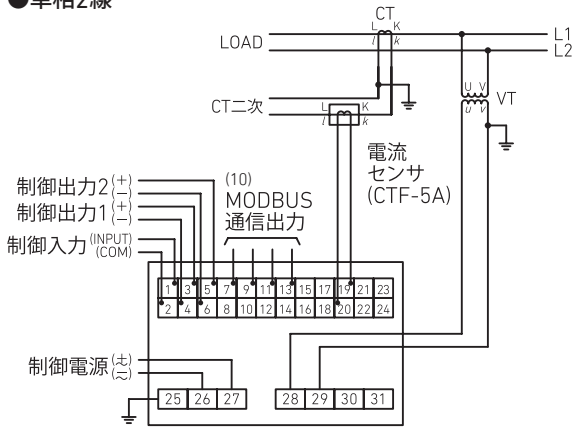 ●単相2線
CT
L K
l k
LOAD
L1
L2
U V
u v
VT
CT二次
L K
l k
電流
センサ
(CTF-5A)
(10)
MODBUS
通信出力
制御出力2(+)
(−)
制御出力1(+)
(−)
制御入力(INPUT)
(COM)
1 3 5 7 9 11 13 15 17 19 21 23
2 4 6 8 10 12 14 16 18 20 22 24
制御電源(±)
(~)
25 26 27 28 29 30 31